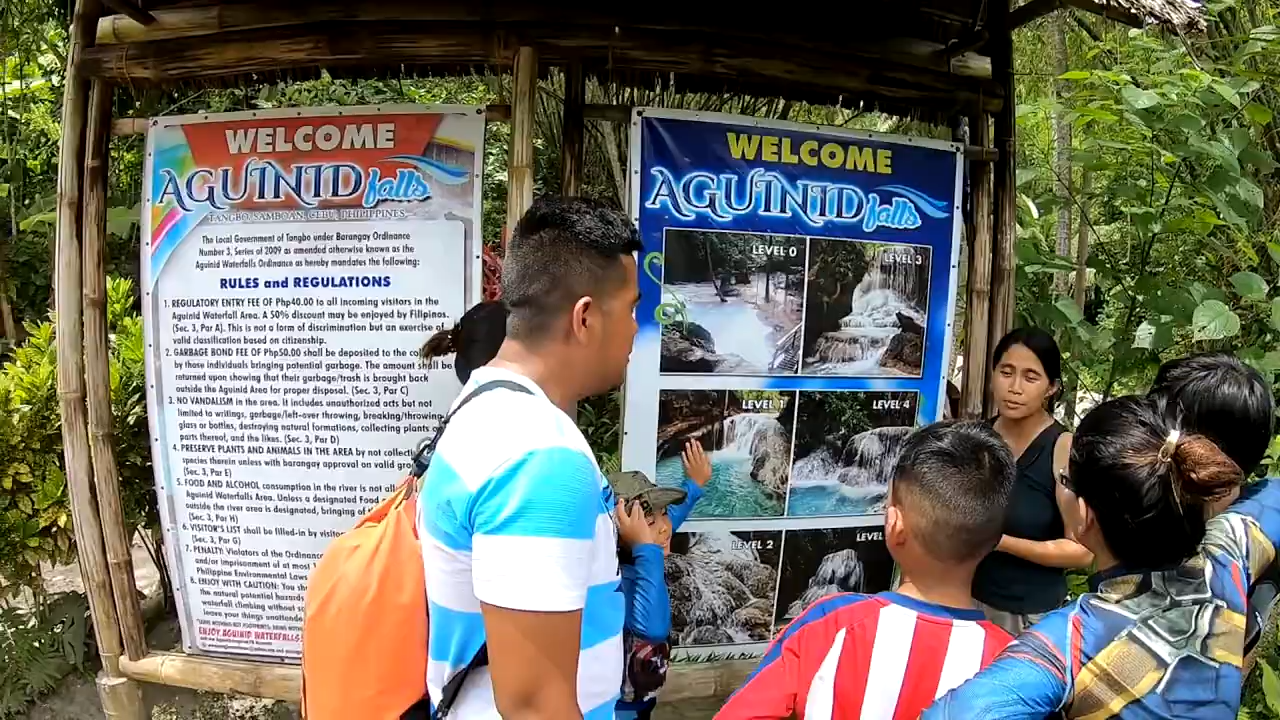 WELCOME
AGUINID falls
TANGBO, SAMBOAN, CEBU, PHILIPPINES
The Local Government of Tangbo under Barangay Ordinance
Number 3, Series of 2009 as amended otherwise known as the
Aguinid Waterfalls Ordinance as hereby mandates the following:
RULES and REGULATIONS
1. REGULATORY ENTRY FEE OF Php40.00 to all incoming visitors in the
Aguinid Waterfall Area. A 50% discount may be enjoyed by Filipinos.
(Sec. 3, Par A). This is not a form of discrimination but an exercise of
valid classification based on citizenship.
2. GARBAGE BOND FEE OF Php50.00 shall be deposited to the
by those individuals bringing potential garbage. The amount shall be
returned upon showing that their garbage/trash is brought back
outside the Aguinid Area for proper disposal. (Sec. 3, Par C)
3. NO VANDALISM in the area. It includes unauthorized acts but not
limited to writings, garbage/left-over throwing, breaking/throwing
glass or bottles, destroying natural formations, collecting plants
parts thereof, and the likes. (Sec. 3, Par D)
4. PRESERVE PLANTS AND ANIMALS IN THE AREA by not
species therein unless with barangay approval on valid
(Sec. 3, Par E)
5. FOOD AND ALCOHOL consumption in the river is not
Aguinid Waterfalls Area. Unless a designated Food
outside the river area is designated, bringing of
(Sec. 3, Par H)
6. VISITOR'S LIST shall be filled-in by
(Sec. 3, Par G)
7. PENALTY: Violators of the
and/or imprisonment of at most
Philippine Environmental Laws
8. ENJOY WITH CAUTION: You
the natural potential hazards
waterfall climbing without
leave your things
ENJOY AGUINID WATERFALLS
WELCOME
AGUINID falls
LEVEL 0
LEVEL 3
LEVEL 1
LEVEL 4
LEVEL 2